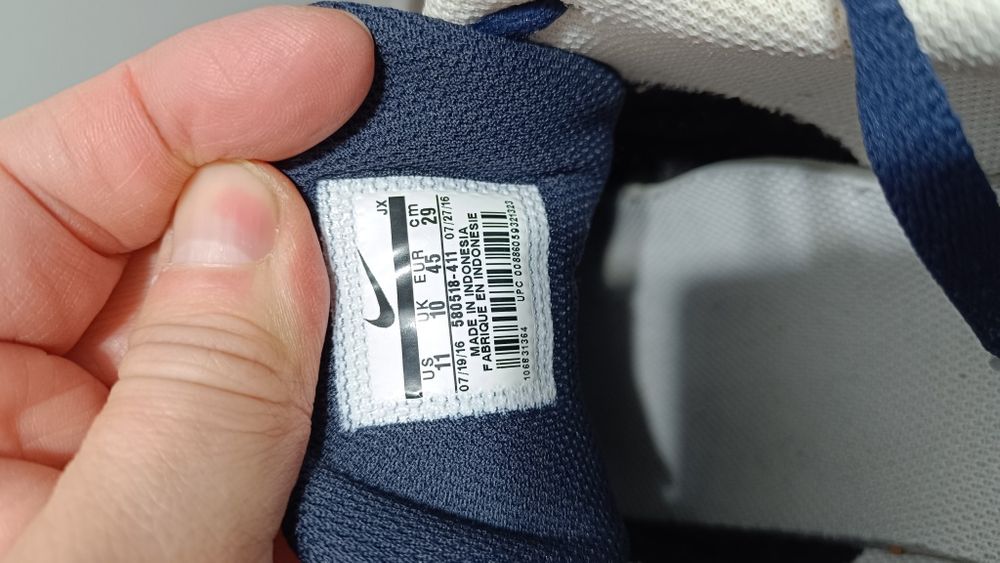 JX
US UK EUR cm
11 10 45 29
07/19/16 580518-411 07/27/16
MADE IN INDONESIA
FABRIQUE EN INDONESIE
UPC 00886059321323
106831364